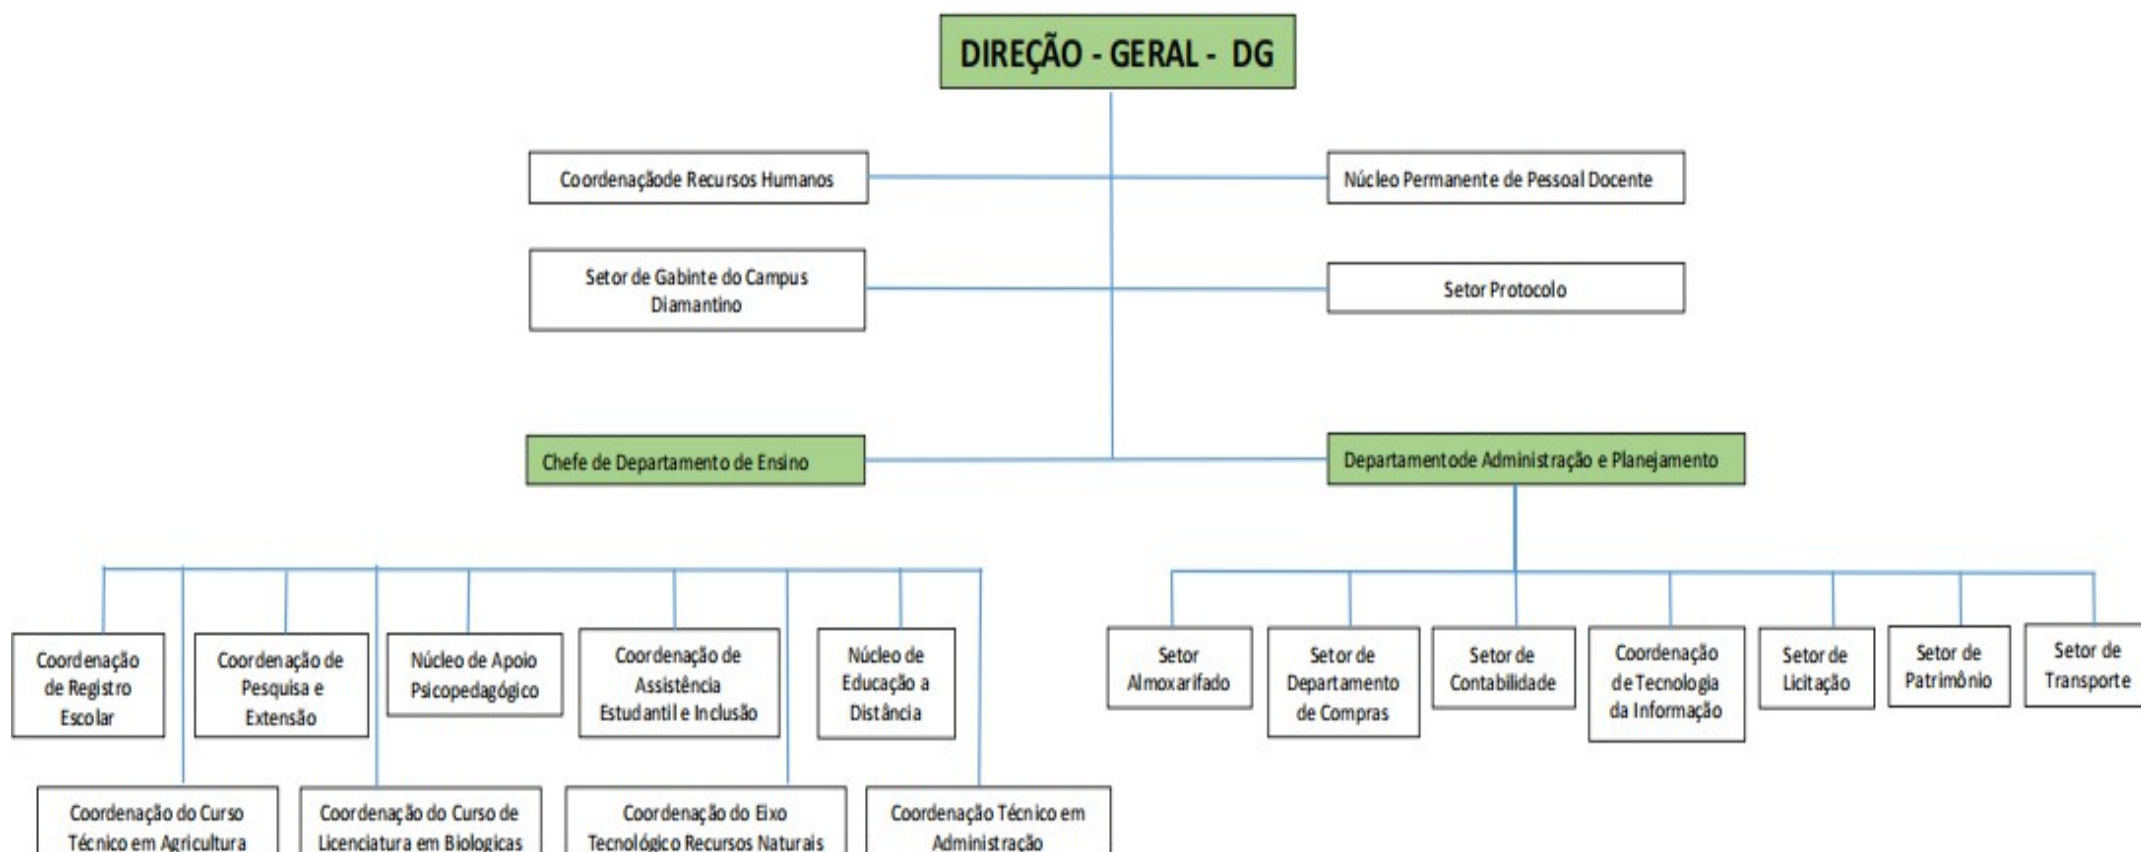 DIREÇÃO - GERAL - DG
Coordenaçãode Recursos Humanos
Núcleo Permanente de Pessoal Docente
Setor de Gabinte do Campus
Diamantino
Setor Protocolo
Chefe de Departamento de Ensino
Departamentode Administração e Planejamento
Coordenação
de Registro
Escolar
Coordenação de
Pesquisa e
Extensão
Núcleo de Apoio
Psicopedagógico
Coordenação de
Assistência
Estudantil e Inclusão
Núcleo de
Educação a
Distância
Setor
Almoxarifado
Setor de
Departamento
de Compras
Setor de
Contabilidade
Coordenação
de Tecnologia
da Informação
Setor de
Licitação
Setor de
Patrimônio
Setor de
Transporte
Coordenação do Curso
Técnico em Agricultura
Coordenação do Curso de
Licenciatura em Biologicas
Coordenação do Eixo
Tecnológico Recursos Naturais
Coordenação Técnico em
Administração